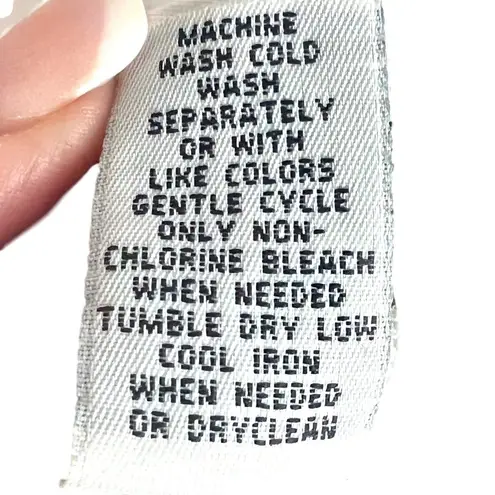 MACHINE
WASH COLD
WASH
SEPARATELY
OR WITH
LIKE COLORS
GENTLE CYCLE
ONLY NON-
CHLORINE BLEACH
WHEN NEEDED
TUMBLE DRY LOW
COOL IRON
WHEN NEEDED
OR DRYCLEAN